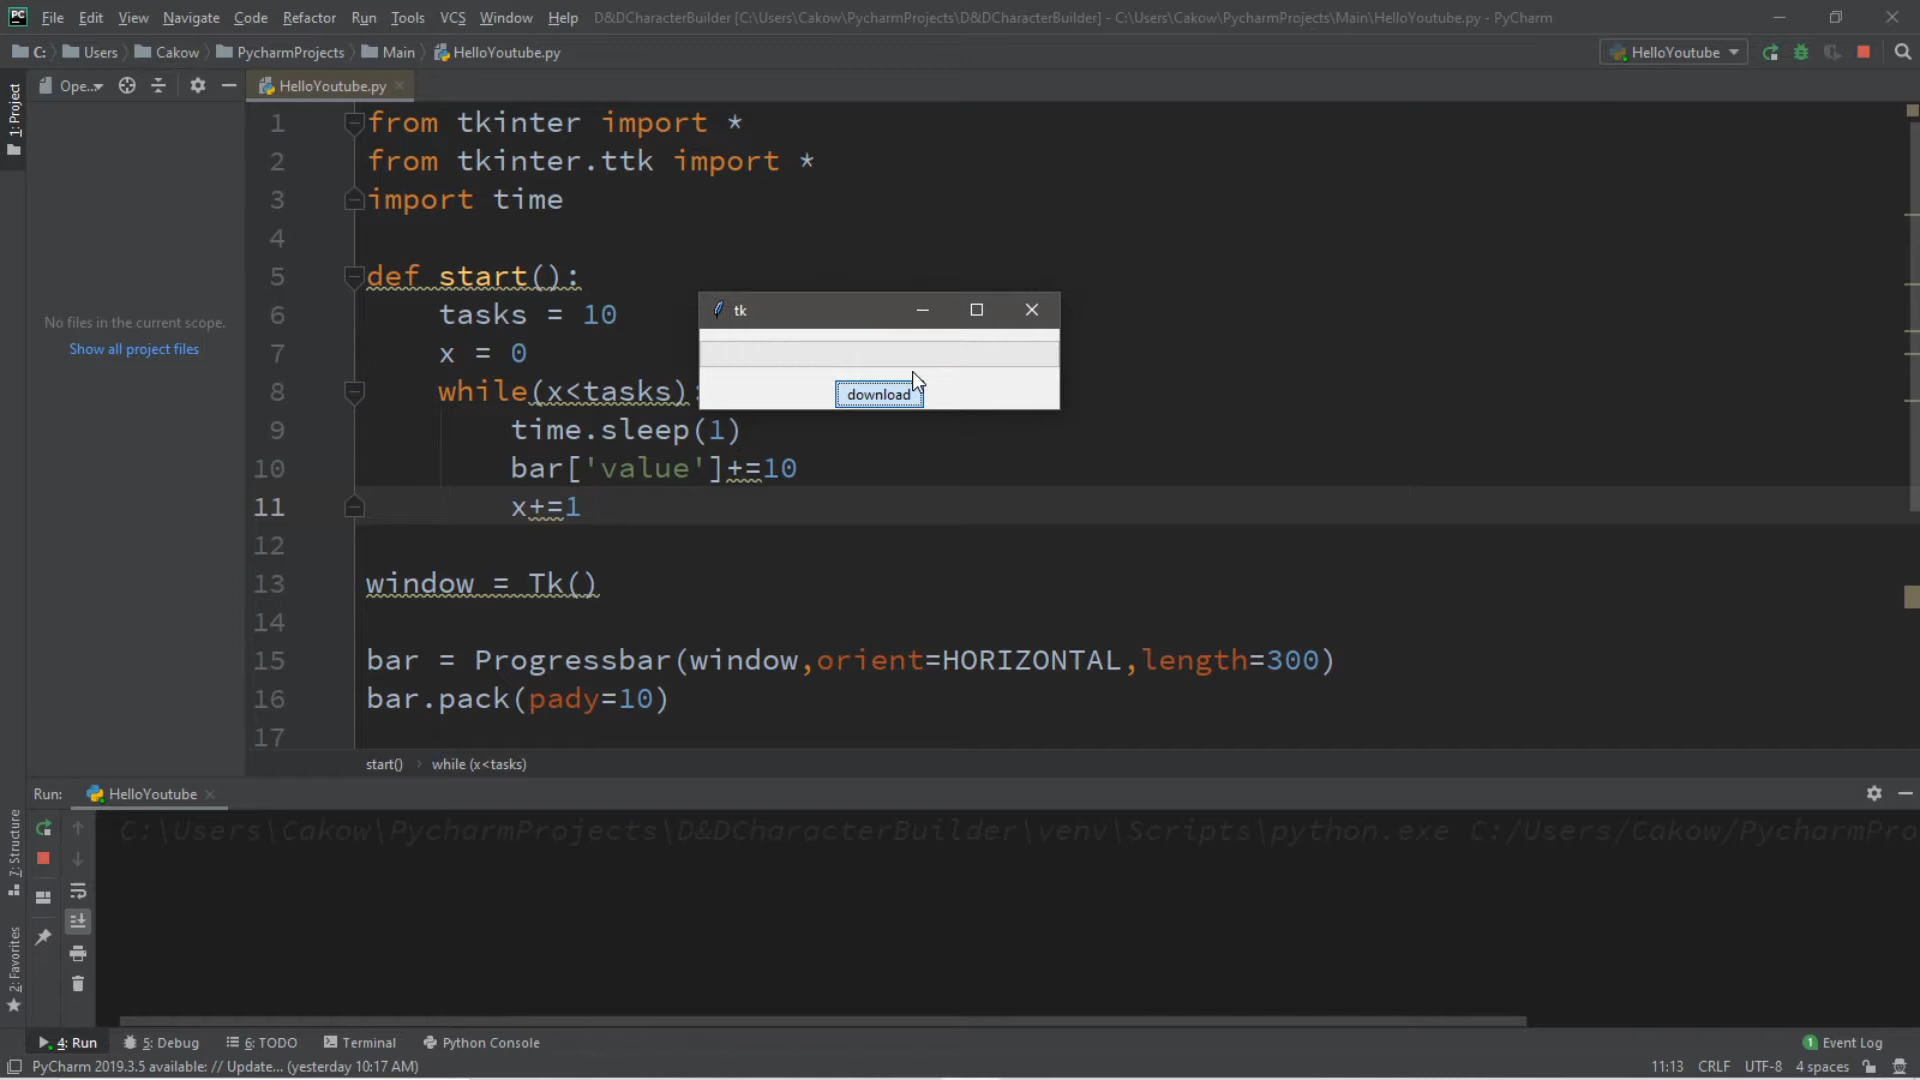 PC File Edit View Navigate Code Refactor Run Tools VCS Window Help D&DCharacterBuilder [C:\Users\Cakow\PycharmProjects\D&DCharacterBuilder] - C:\Users\Cakow\PycharmProjects\Main\HelloYoutube.py - PyCharm
C: Users Cakow PycharmProjects Main HelloYoutube.py HelloYoutube
1: Project
Ope... HelloYoutube.py
No files in the current scope.
Show all project files
1 from tkinter import *
2 from tkinter.ttk import *
3 import time
4
5 def start():
6 tasks = 10
7 x = 0
8 while(x<tasks):
9 time.sleep(1)
10 bar['value']+=10
11 x+=1
12
13 window = Tk()
14
15 bar = Progressbar(window,orient=HORIZONTAL,length=300)
16 bar.pack(pady=10)
17
tk
download
start() while (x<tasks)
Run: HelloYoutube
C:\Users\Cakow\PycharmProjects\D&DCharacterBuilder\venv\Scripts\python.exe C:/Users/Cakow/PycharmPro
7: Structure
2: Favorites
4: Run 5: Debug 6: TODO Terminal Python Console 1 Event Log
PyCharm 2019.3.5 available: // Update... (yesterday 10:17 AM) 11:13 CRLF UTF-8 4 spaces